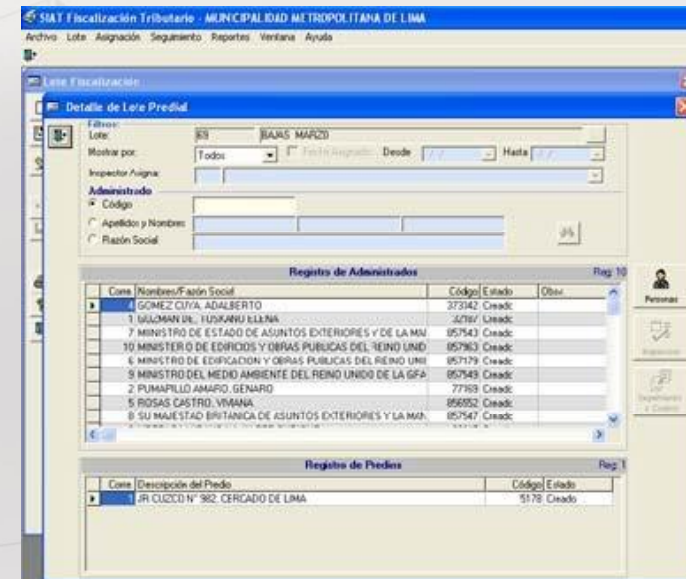 SIAT Fiscalización Tributario - MUNICIPALIDAD METROPOLITANA DE LIMA
Archivo Lote Asignación Seguimiento Reportes Ventana Ayuda
Lote Fiscalización
Detalle de Lote Predial
Filtros:
Lote: 69 BAJAS MARZO
Mostrar por: Todos Fecha Asignado Desde / / Hasta / /
Inspector Asigna:
Administrado
Código
Apellidos y Nombres
Razón Social
Registro de Administrados Reg: 10
Corre Nombres/Razón Social Código Estado Obsv.
4 GOMEZ CUYA, ADALBERTO 373342 Creado
1 GUZMAN DE, ELENA Creado
7 MINISTRO DE ESTADO DE ASUNTOS EXTERIORES Y DE LA MAN 857543 Creado
10 MINISTERIO DE EDIFICIOS Y OBRAS PUBLICAS DEL REINO UNID 857963 Creado
6 MINISTRO DE EDIFICACION Y OBRAS PUBLICAS DEL REINO UNI 857179 Creado
9 MINISTRO DEL MEDIO AMBIENTE DEL REINO UNIDO DE LA GFA 857549 Creado
2 PUMAPILLO AMARO, GENARO 77169 Creado
5 ROSAS CASTRO, VIVIANA 856552 Creado
8 SU MAJESTAD BRITANICA DE ASUNTOS EXTERIORES Y LA MAN 857547 Creado
Personas
Inspección
Seguimiento
y Control
Registro de Predios Reg: 1
Corre Descripción del Predio Código Estado
1 JR CUZCO N° 982, CERCADO DE LIMA 5178 Creado